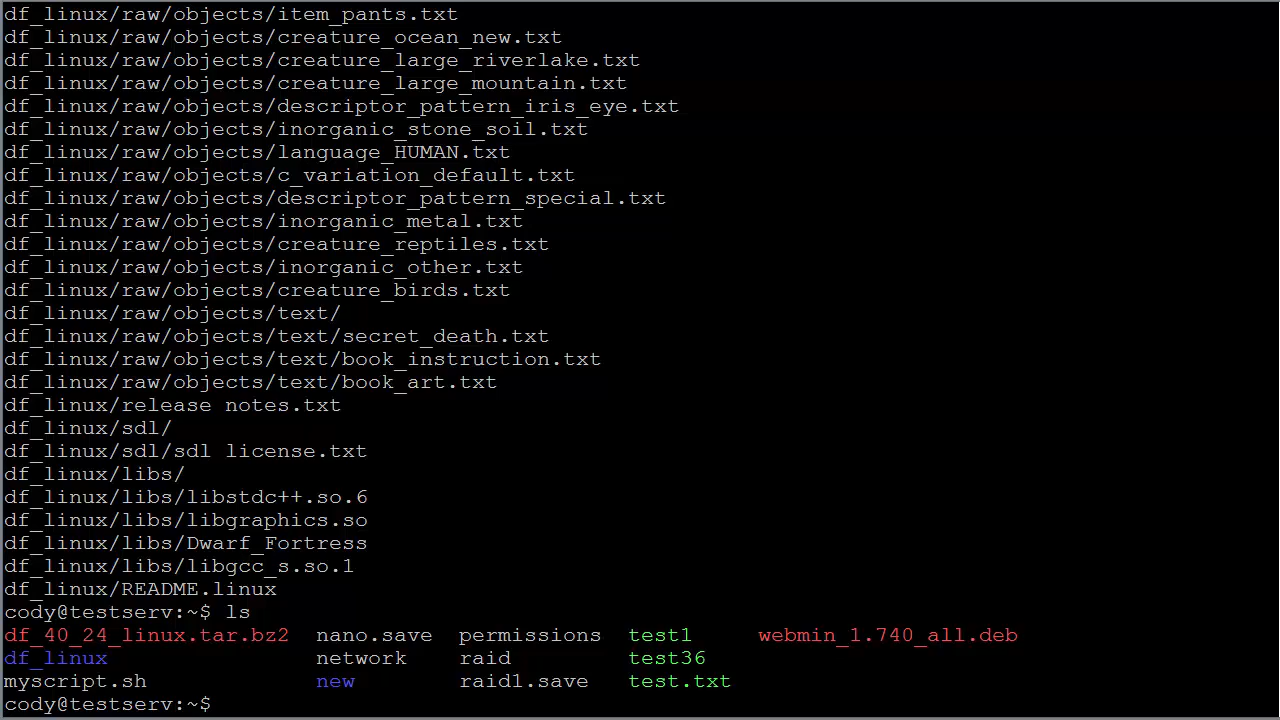 df_linux/raw/objects/item_pants.txt
df_linux/raw/objects/creature_ocean_new.txt
df_linux/raw/objects/creature_large_riverlake.txt
df_linux/raw/objects/creature_large_mountain.txt
df_linux/raw/objects/descriptor_pattern_iris_eye.txt
df_linux/raw/objects/inorganic_stone_soil.txt
df_linux/raw/objects/language_HUMAN.txt
df_linux/raw/objects/c_variation_default.txt
df_linux/raw/objects/descriptor_pattern_special.txt
df_linux/raw/objects/inorganic_metal.txt
df_linux/raw/objects/creature_reptiles.txt
df_linux/raw/objects/inorganic_other.txt
df_linux/raw/objects/creature_birds.txt
df_linux/raw/objects/text/
df_linux/raw/objects/text/secret_death.txt
df_linux/raw/objects/text/book_instruction.txt
df_linux/raw/objects/text/book_art.txt
df_linux/release notes.txt
df_linux/sdl/
df_linux/sdl/sdl license.txt
df_linux/libs/
df_linux/libs/libstdc++.so.6
df_linux/libs/libgraphics.so
df_linux/libs/Dwarf_Fortress
df_linux/libs/libgcc_s.so.1
df_linux/README.linux
cody@testserv:~$ ls
df_40_24_linux.tar.bz2  nano.save  permissions  test1     webmin_1.740_all.deb
df_linux                network    raid         test36
myscript.sh             new        raid1.save   test.txt
cody@testserv:~$